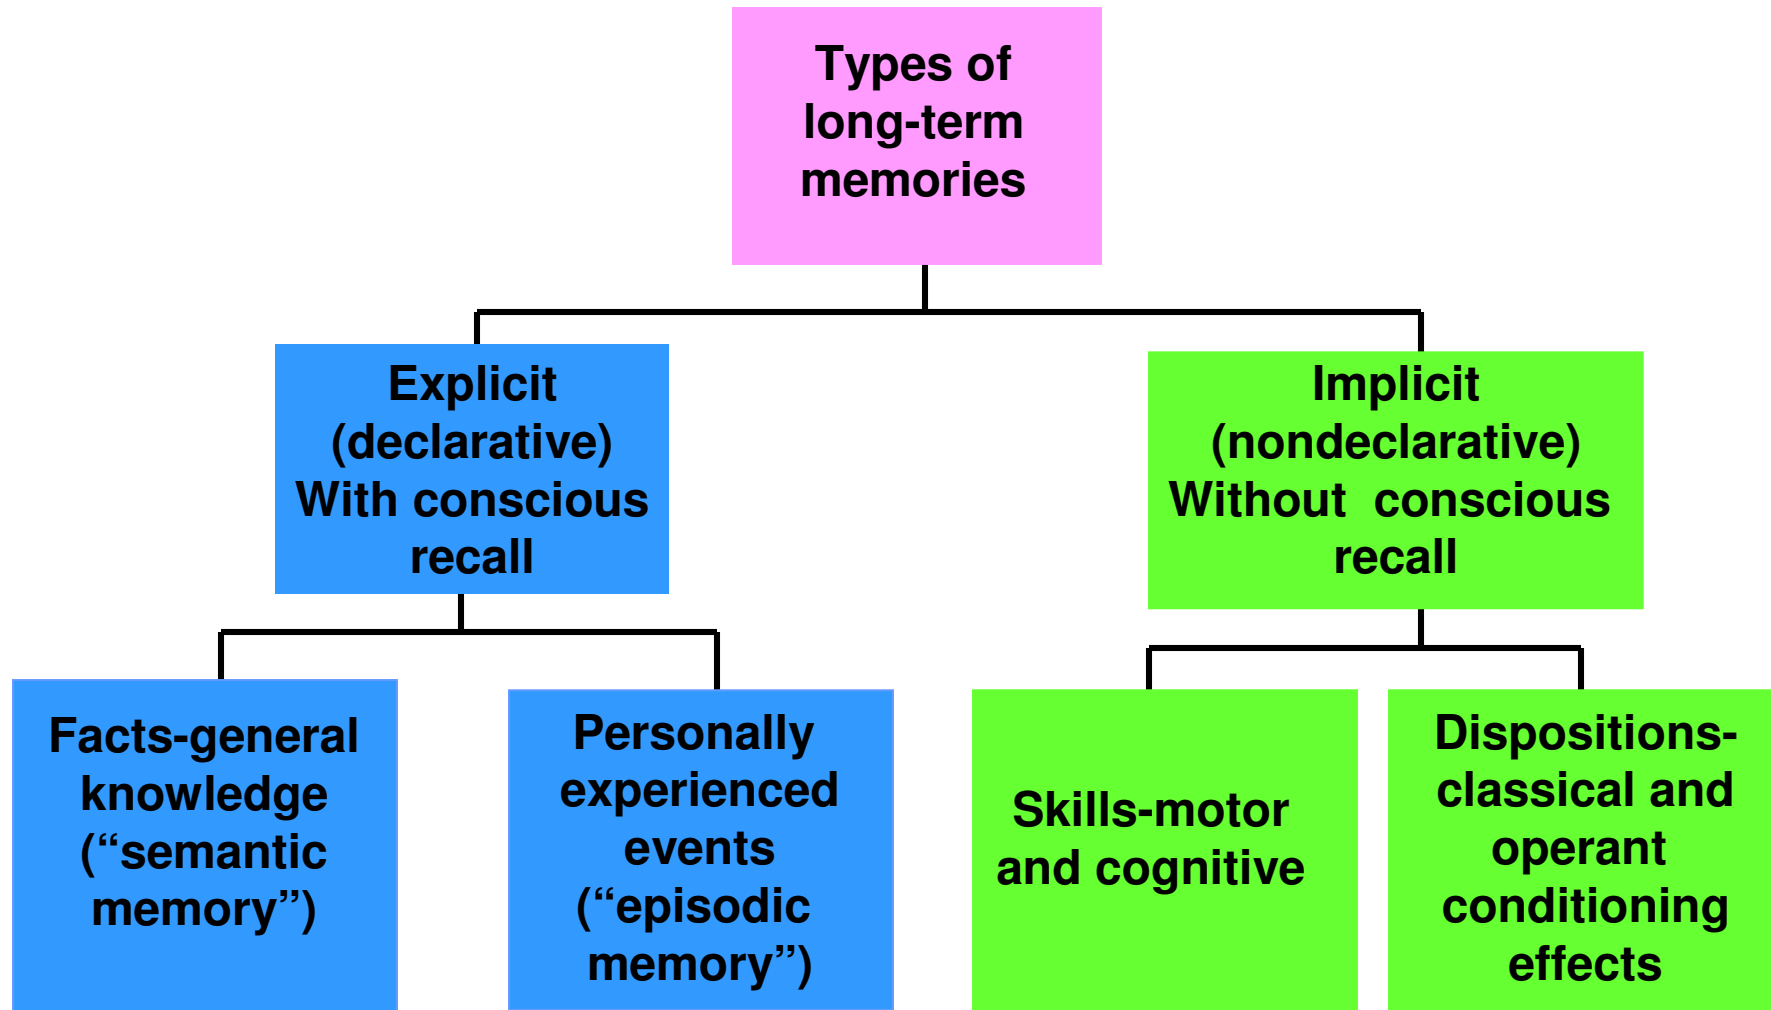 Types of
long-term
memories
Explicit
(declarative)
With conscious
recall
Implicit
(nondeclarative)
Without conscious
recall
Facts-general
knowledge
(“semantic
memory”)
Personally
experienced
events
(“episodic
memory”)
Skills-motor
and cognitive
Dispositions-
classical and
operant
conditioning
effects